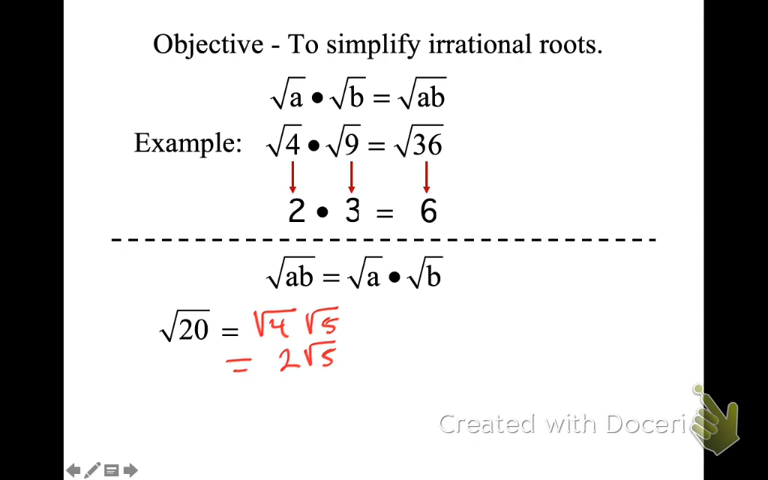 Objective - To simplify irrational roots.
√a • √b = √ab
Example: √4 • √9 = √36
2 • 3 = 6
√ab = √a • √b
√20 = √4 √5
= 2√5
Created with Doceri